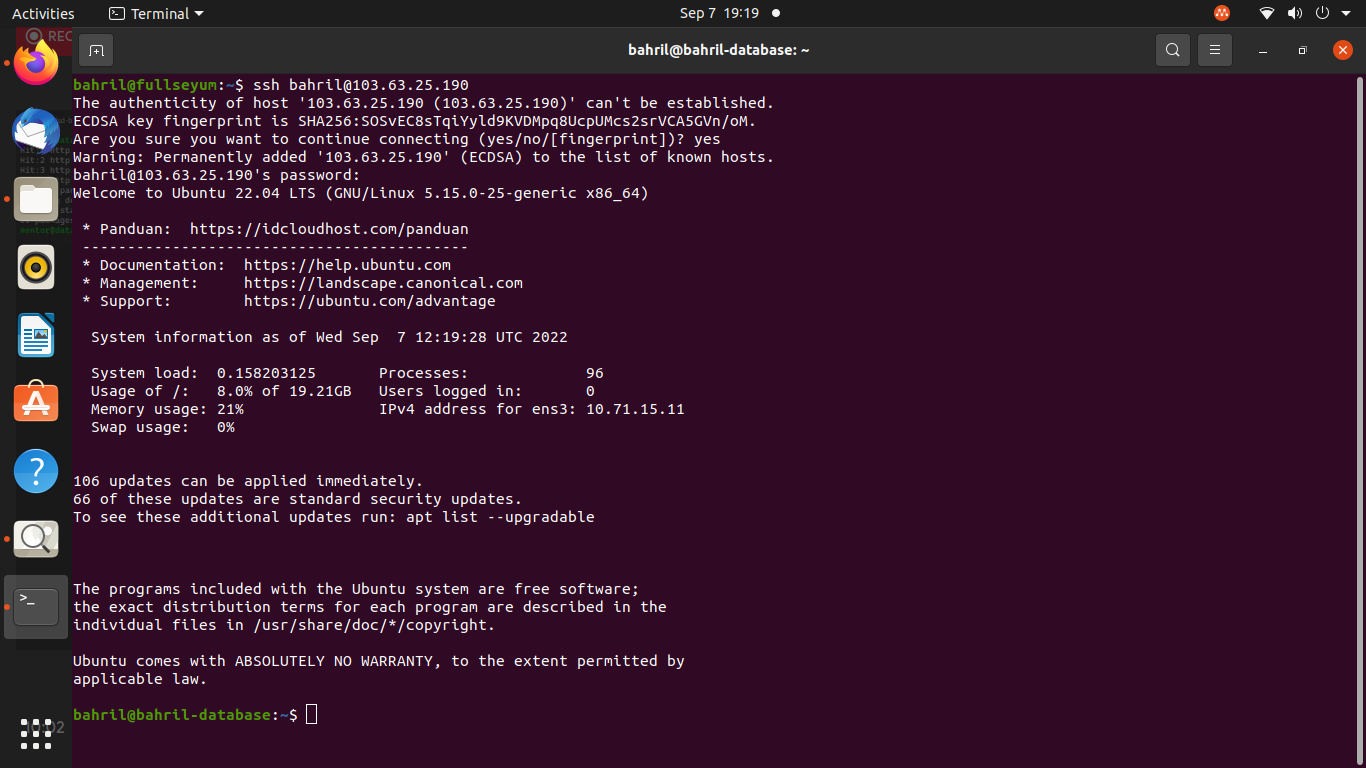 Activities
Terminal
Sep 7 19:19
REC
bahril@bahril-database: ~
bahril@fullseyum:~$ ssh bahril@103.63.25.190
The authenticity of host '103.63.25.190 (103.63.25.190)' can't be established.
ECDSA key fingerprint is SHA256:SOSvEC8sTqiYyld9KVDMpq8UcpUMcs2srVCA5GVn/oM.
Are you sure you want to continue connecting (yes/no/[fingerprint])? yes
Warning: Permanently added '103.63.25.190' (ECDSA) to the list of known hosts.
bahril@103.63.25.190's password:
Welcome to Ubuntu 22.04 LTS (GNU/Linux 5.15.0-25-generic x86_64)
* Panduan: https://idcloudhost.com/panduan
-------------------------------------------
* Documentation: https://help.ubuntu.com
* Management: https://landscape.canonical.com
* Support: https://ubuntu.com/advantage
System information as of Wed Sep 7 12:19:28 UTC 2022
System load: 0.158203125 Processes: 96
Usage of /: 8.0% of 19.21GB Users logged in: 0
Memory usage: 21% IPv4 address for ens3: 10.71.15.11
Swap usage: 0%
106 updates can be applied immediately.
66 of these updates are standard security updates.
To see these additional updates run: apt list --upgradable
The programs included with the Ubuntu system are free software;
the exact distribution terms for each program are described in the
individual files in /usr/share/doc/*/copyright.
Ubuntu comes with ABSOLUTELY NO WARRANTY, to the extent permitted by
applicable law.
bahril@bahril-database:~$